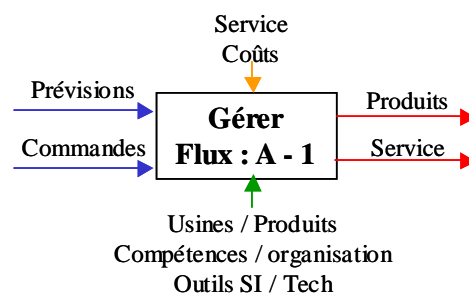 Service
Coûts
Prévisions
Commandes
Gérer
Flux : A - 1
Produits
Service
Usines / Produits
Compétences / organisation
Outils SI / Tech